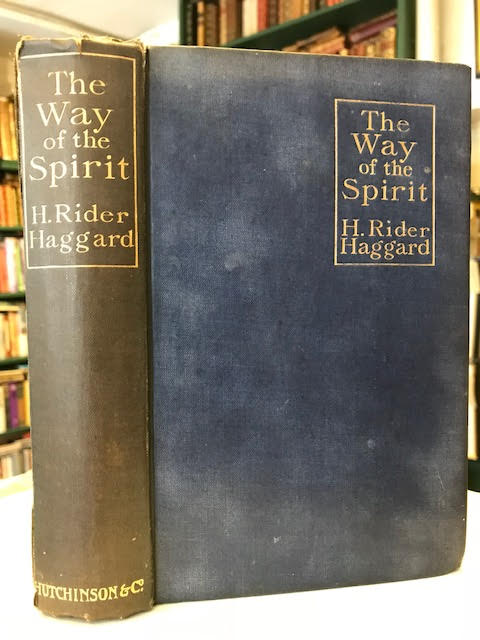 The
Way
of the
Spirit
H. Rider
Haggard
HUTCHINSON & Co
The
Way
of the
Spirit
H. Rider
Haggard